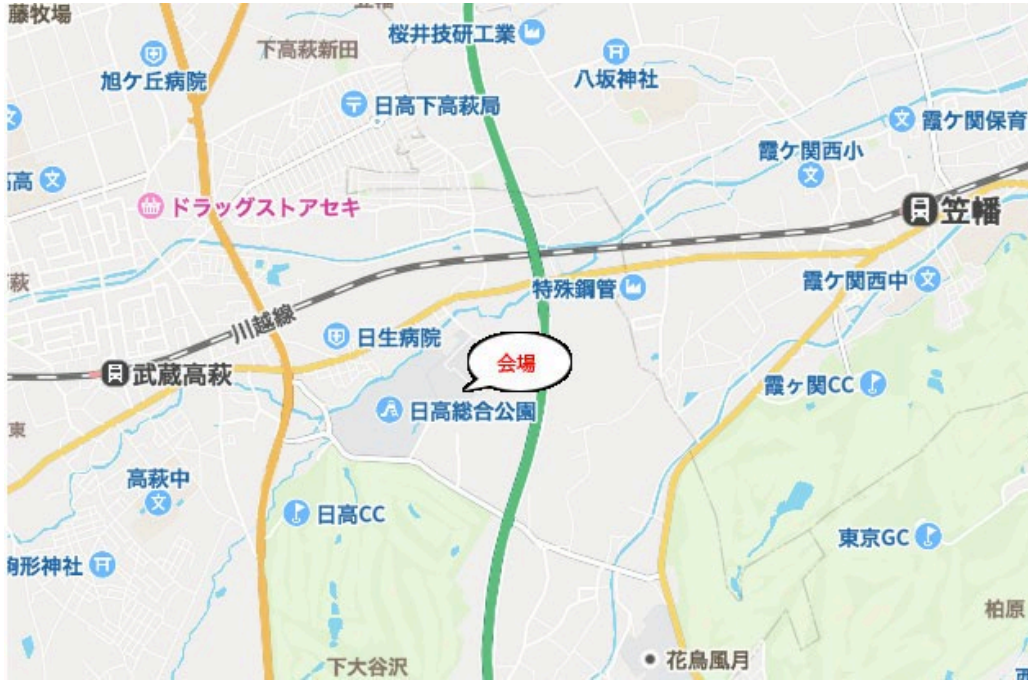 藤牧場
桜井技研工業
下高萩新田
旭ケ丘病院
八坂神社
日高下高萩局
霞ケ関保育
霞ケ関西小
ドラッグストアセキ
笠幡
萩
霞ケ関西中
特殊鋼管
川越線
日生病院
会場
武蔵高萩
霞ヶ関CC
日高総合公園
東
高萩中
日高CC
東京GC
駒形神社
柏原
花鳥風月
下大谷沢